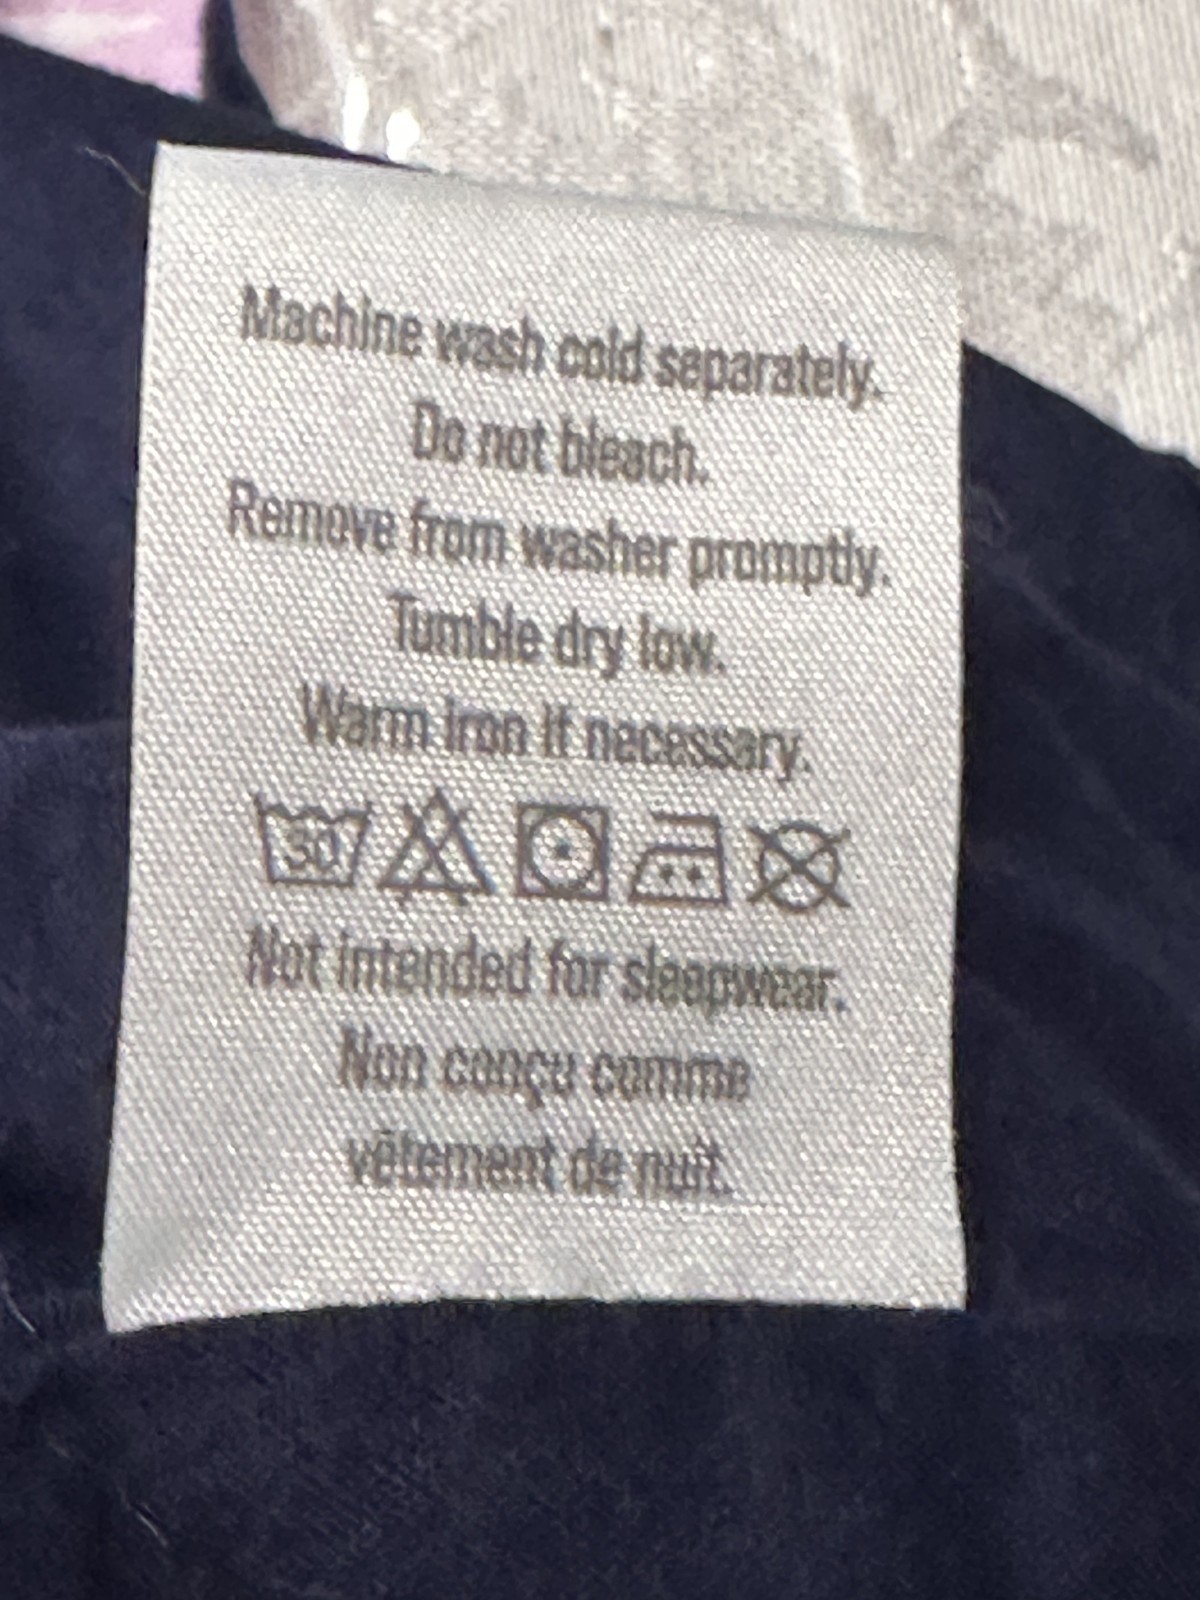 Machine wash cold separately.
Do not bleach.
Remove from washer promptly.
Tumble dry low.
Warm iron if necessary.
30
Not intended for sleepwear.
Non conçu comme
vêtement de nuit.